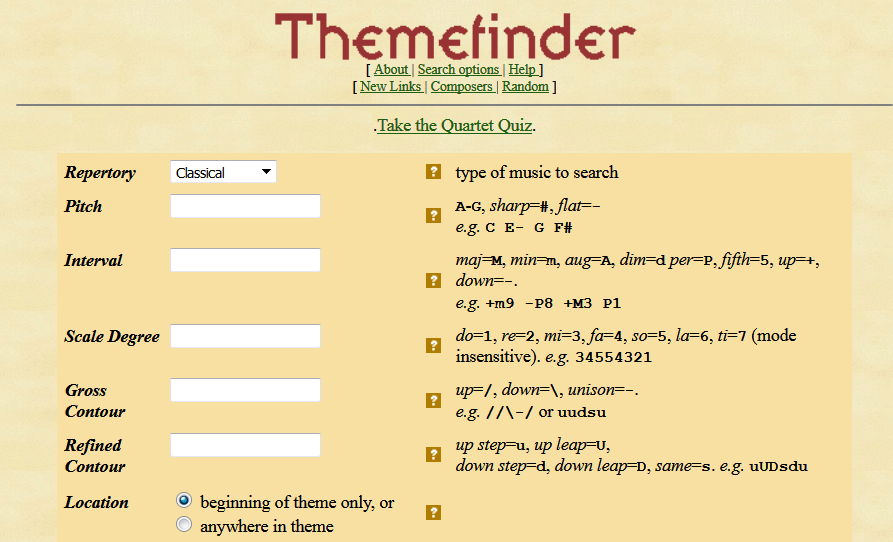 Themefinder
[ About | Search options | Help ]
[ New Links | Composers | Random ]
.Take the Quartet Quiz.
Repertory Classical ? type of music to search
Pitch ? A-G, sharp=#, flat=-
e.g. C E- G F#
Interval ? maj=M, min=m, aug=A, dim=d per=P, fifth=5, up=+,
down=-.
e.g. +m9 -P8 +M3 P1
Scale Degree ? do=1, re=2, mi=3, fa=4, so=5, la=6, ti=7 (mode
insensitive). e.g. 34554321
Gross
Contour ? up=/, down=\, unison=-.
e.g. //\-/ or uudsu
Refined
Contour ? up step=u, up leap=U,
down step=d, down leap=D, same=s. e.g. uUDsdu
Location beginning of theme only, or ?
anywhere in theme